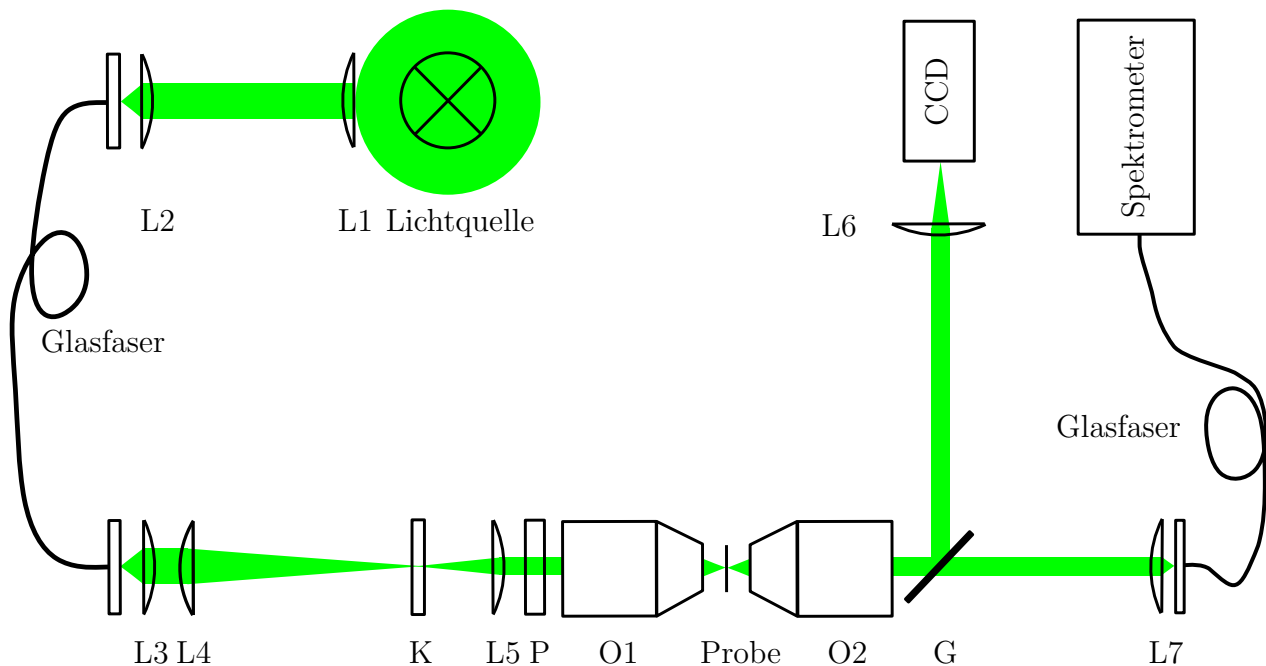 CCD
Spektrometer
L2
L1 Lichtquelle
L6
Glasfaser
Glasfaser
L3 L4
K
L5 P
O1
Probe
O2
G
L7